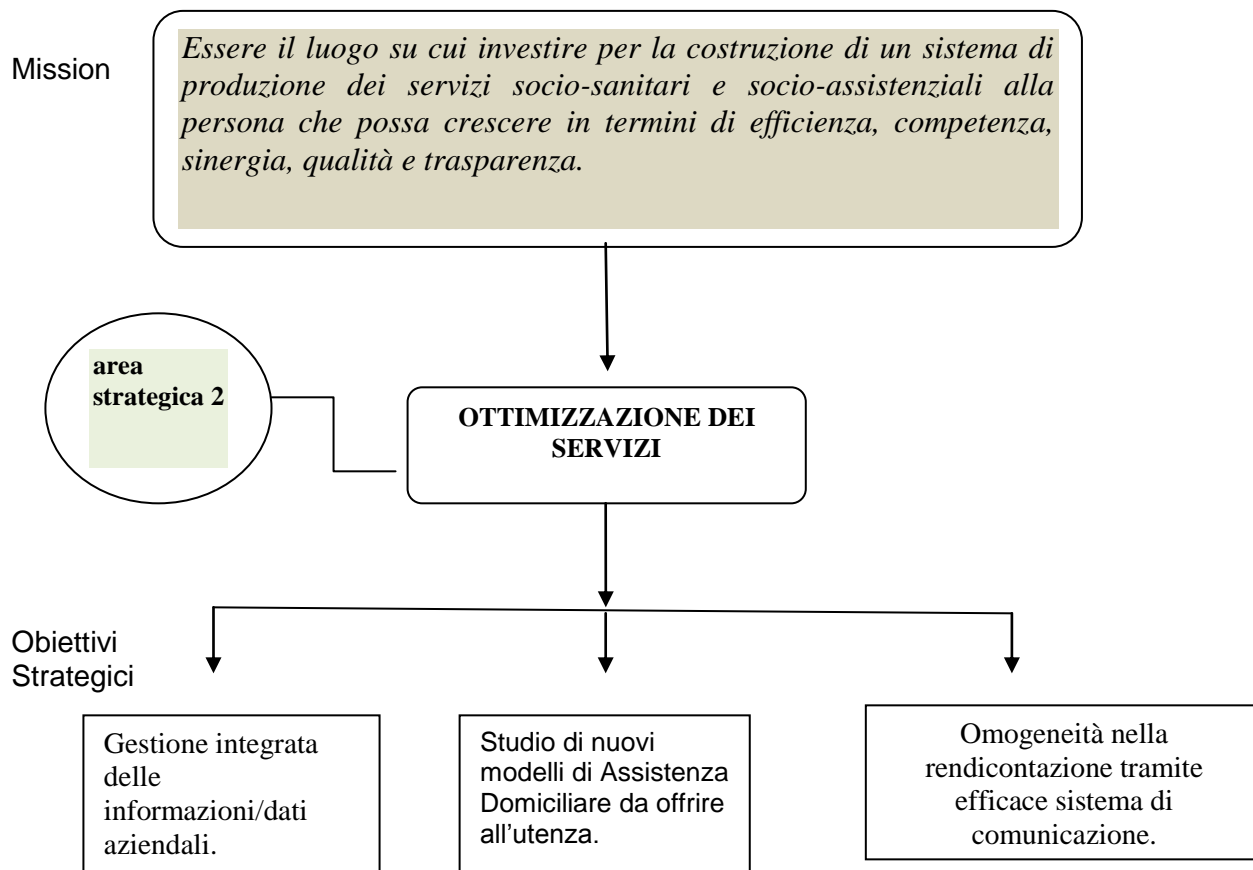 Mission
Essere il luogo su cui investire per la costruzione di un sistema di
produzione dei servizi socio-sanitari e socio-assistenziali alla
persona che possa crescere in termini di efficienza, competenza,
sinergia, qualità e trasparenza.
area
strategica 2
OTTIMIZZAZIONE DEI
SERVIZI
Obiettivi
Strategici
Gestione integrata
delle
informazioni/dati
aziendali.
Studio di nuovi
modelli di Assistenza
Domiciliare da offrire
all’utenza.
Omogeneità nella
rendicontazione tramite
efficace sistema di
comunicazione.